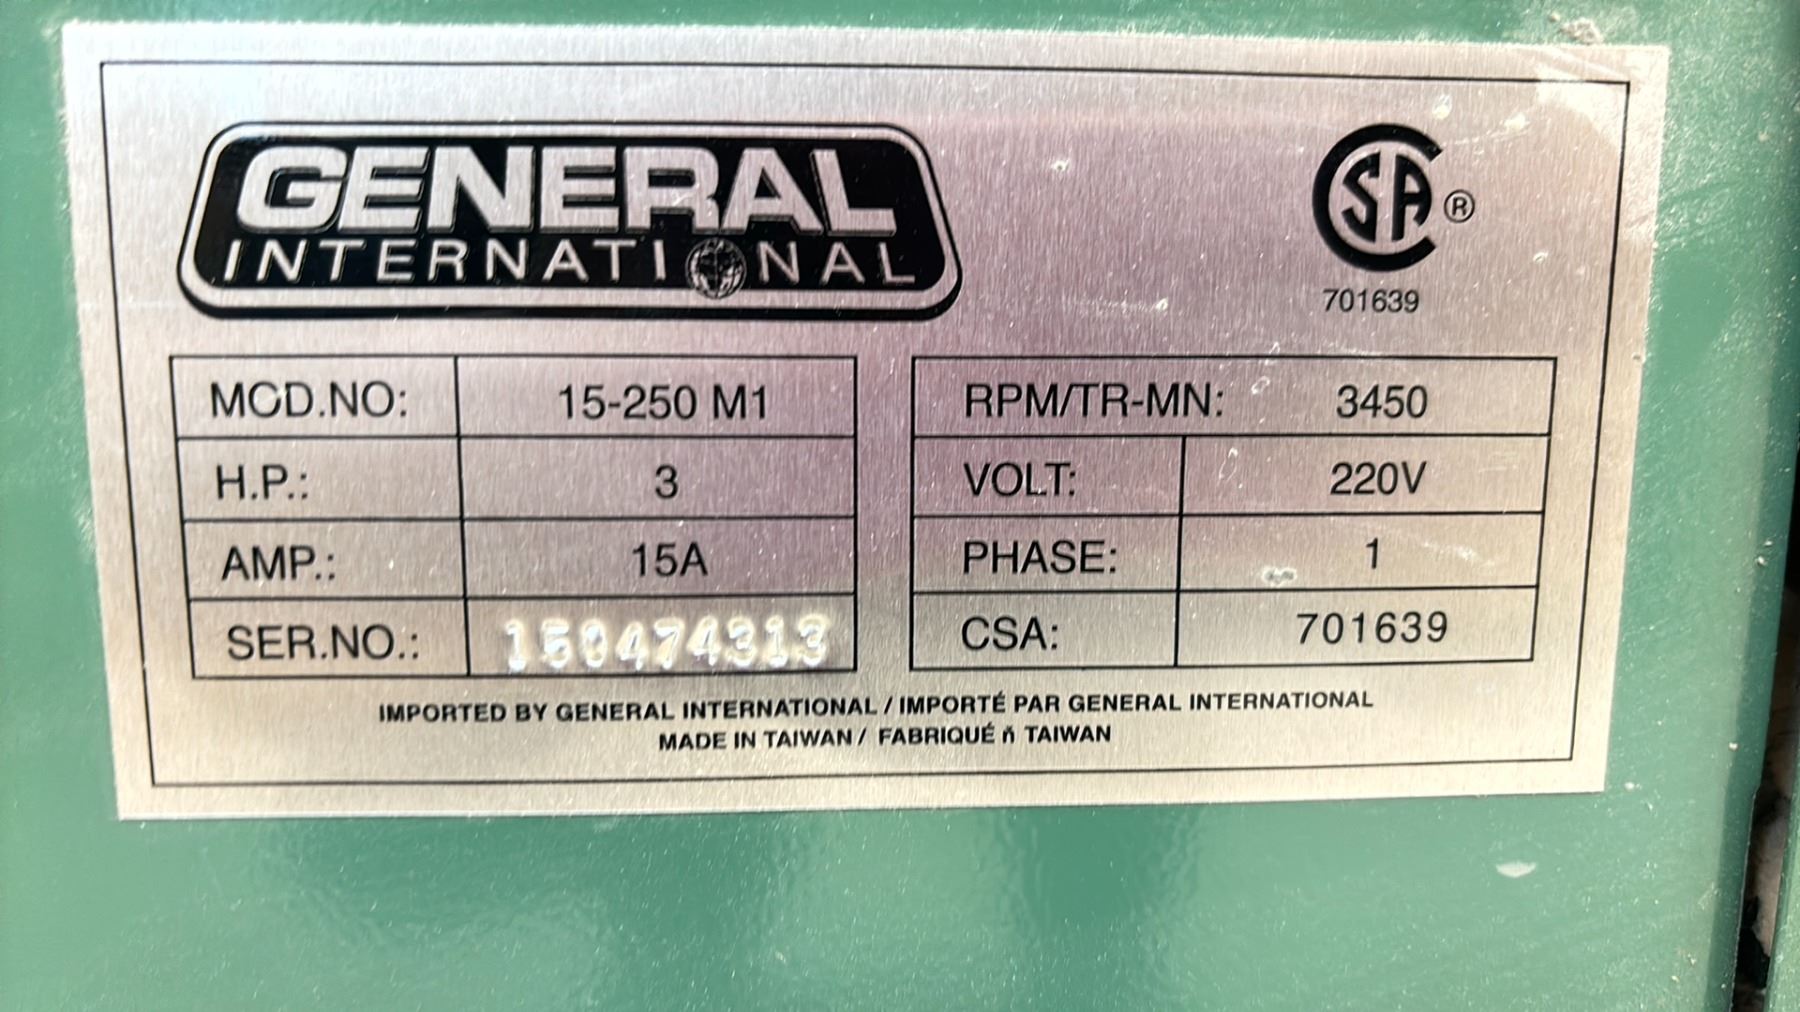 GENERAL
INTERNATIONAL
SA ®
701639
MOD.NO: 15-250 M1
H.P.: 3
AMP.: 15A
SER.NO.: 150474313
RPM/TR-MN: 3450
VOLT: 220V
PHASE: 1
CSA: 701639
IMPORTED BY GENERAL INTERNATIONAL / IMPORTÉ PAR GENERAL INTERNATIONAL
MADE IN TAIWAN / FABRIQUÉ ň TAIWAN